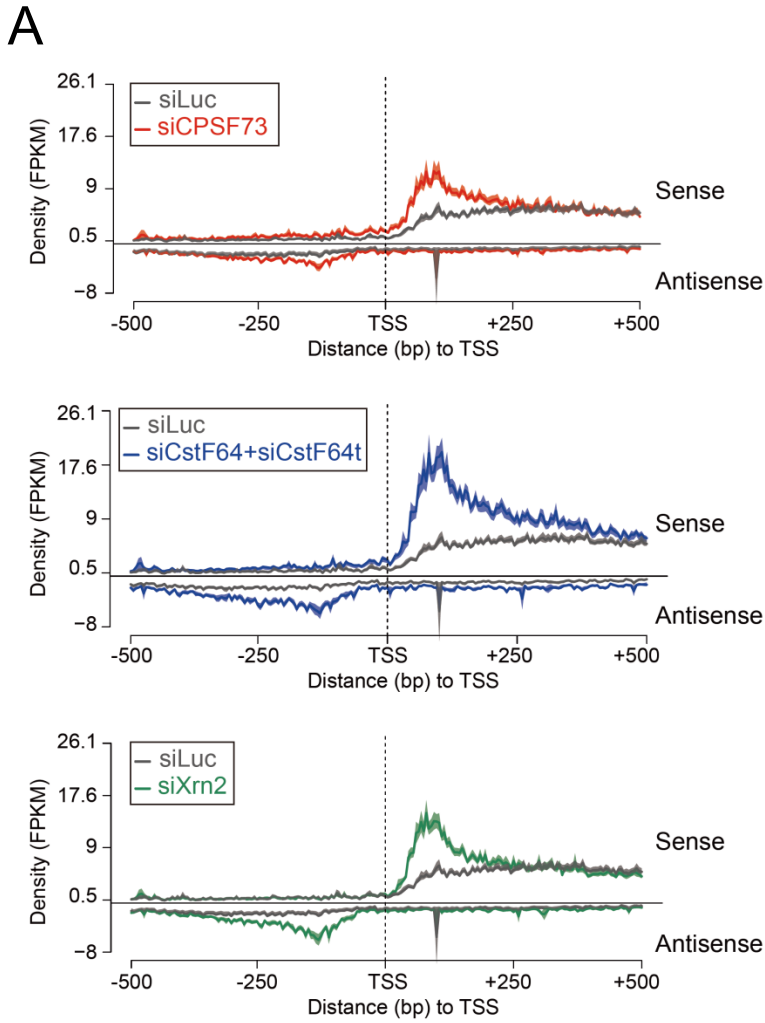 A
26.1
17.6
9
0.5
−8
Density (FPKM)
siLuc
siCPSF73
Sense
Antisense
-500
-250
TSS
+250
+500
Distance (bp) to TSS
26.1
17.6
9
0.5
−8
Density (FPKM)
siLuc
siCstF64+siCstF64t
Sense
Antisense
-500
-250
TSS
+250
+500
Distance (bp) to TSS
26.1
17.6
9
0.5
−8
Density (FPKM)
siLuc
siXrn2
Sense
Antisense
-500
-250
TSS
+250
+500
Distance (bp) to TSS